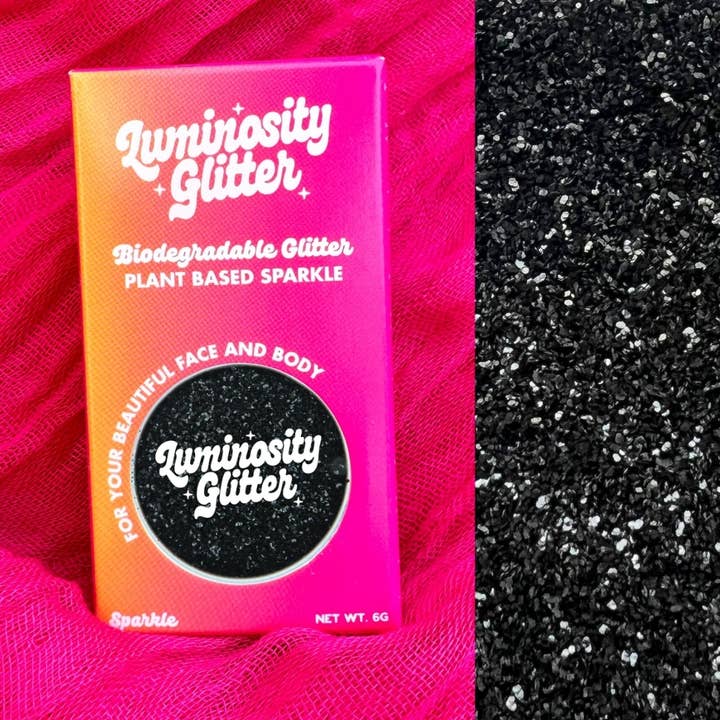 Luminosity
Glitter
Biodegradable Glitter
PLANT BASED SPARKLE
FOR YOUR BEAUTIFUL FACE AND BODY
Luminosity
Glitter
Sparkle
NET WT. 6G